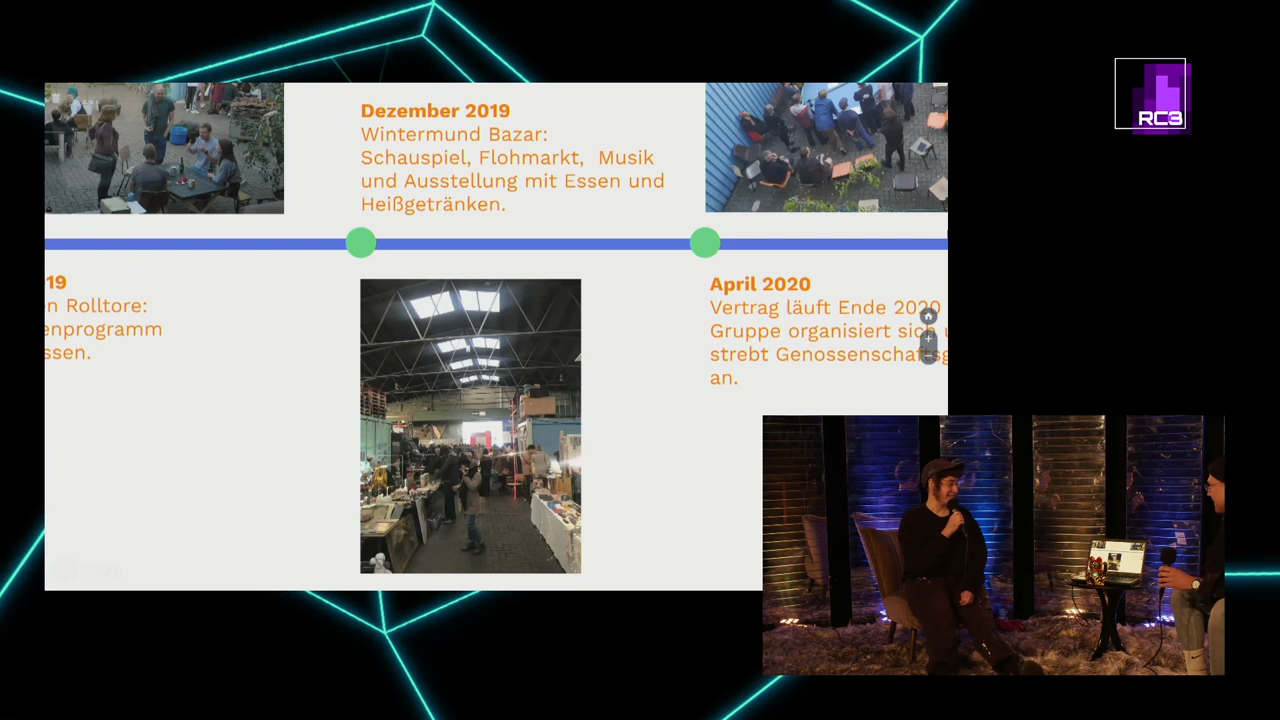 Dezember 2019
Wintermund Bazar:
Schauspiel, Flohmarkt, Musik
und Ausstellung mit Essen und
Heißgetränken.
19
n Rolltore:
enprogramm
ssen.
April 2020
Vertrag läuft Ende 2020
Gruppe organisiert sich u
strebt Genossenschaftsg
an.
RC3